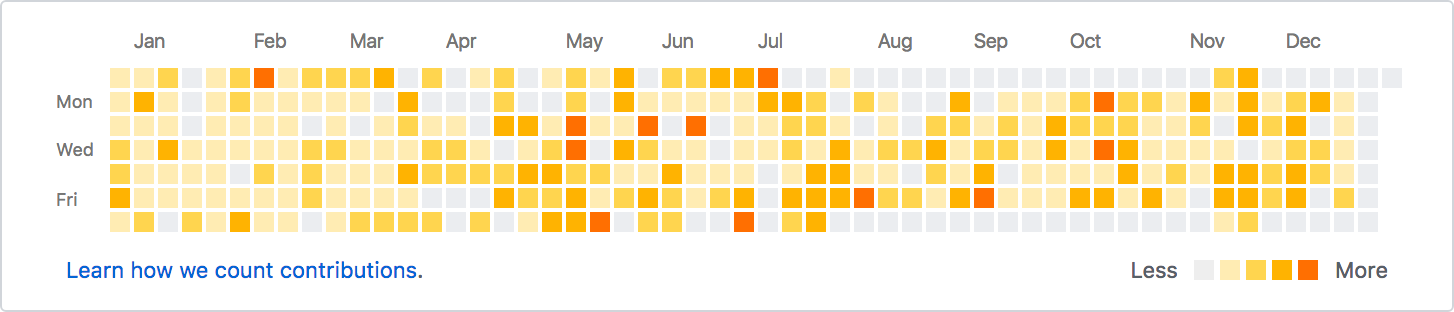 Jan Feb Mar Apr May Jun Jul Aug Sep Oct Nov Dec
Mon
Wed
Fri
Learn how we count contributions.
Less More